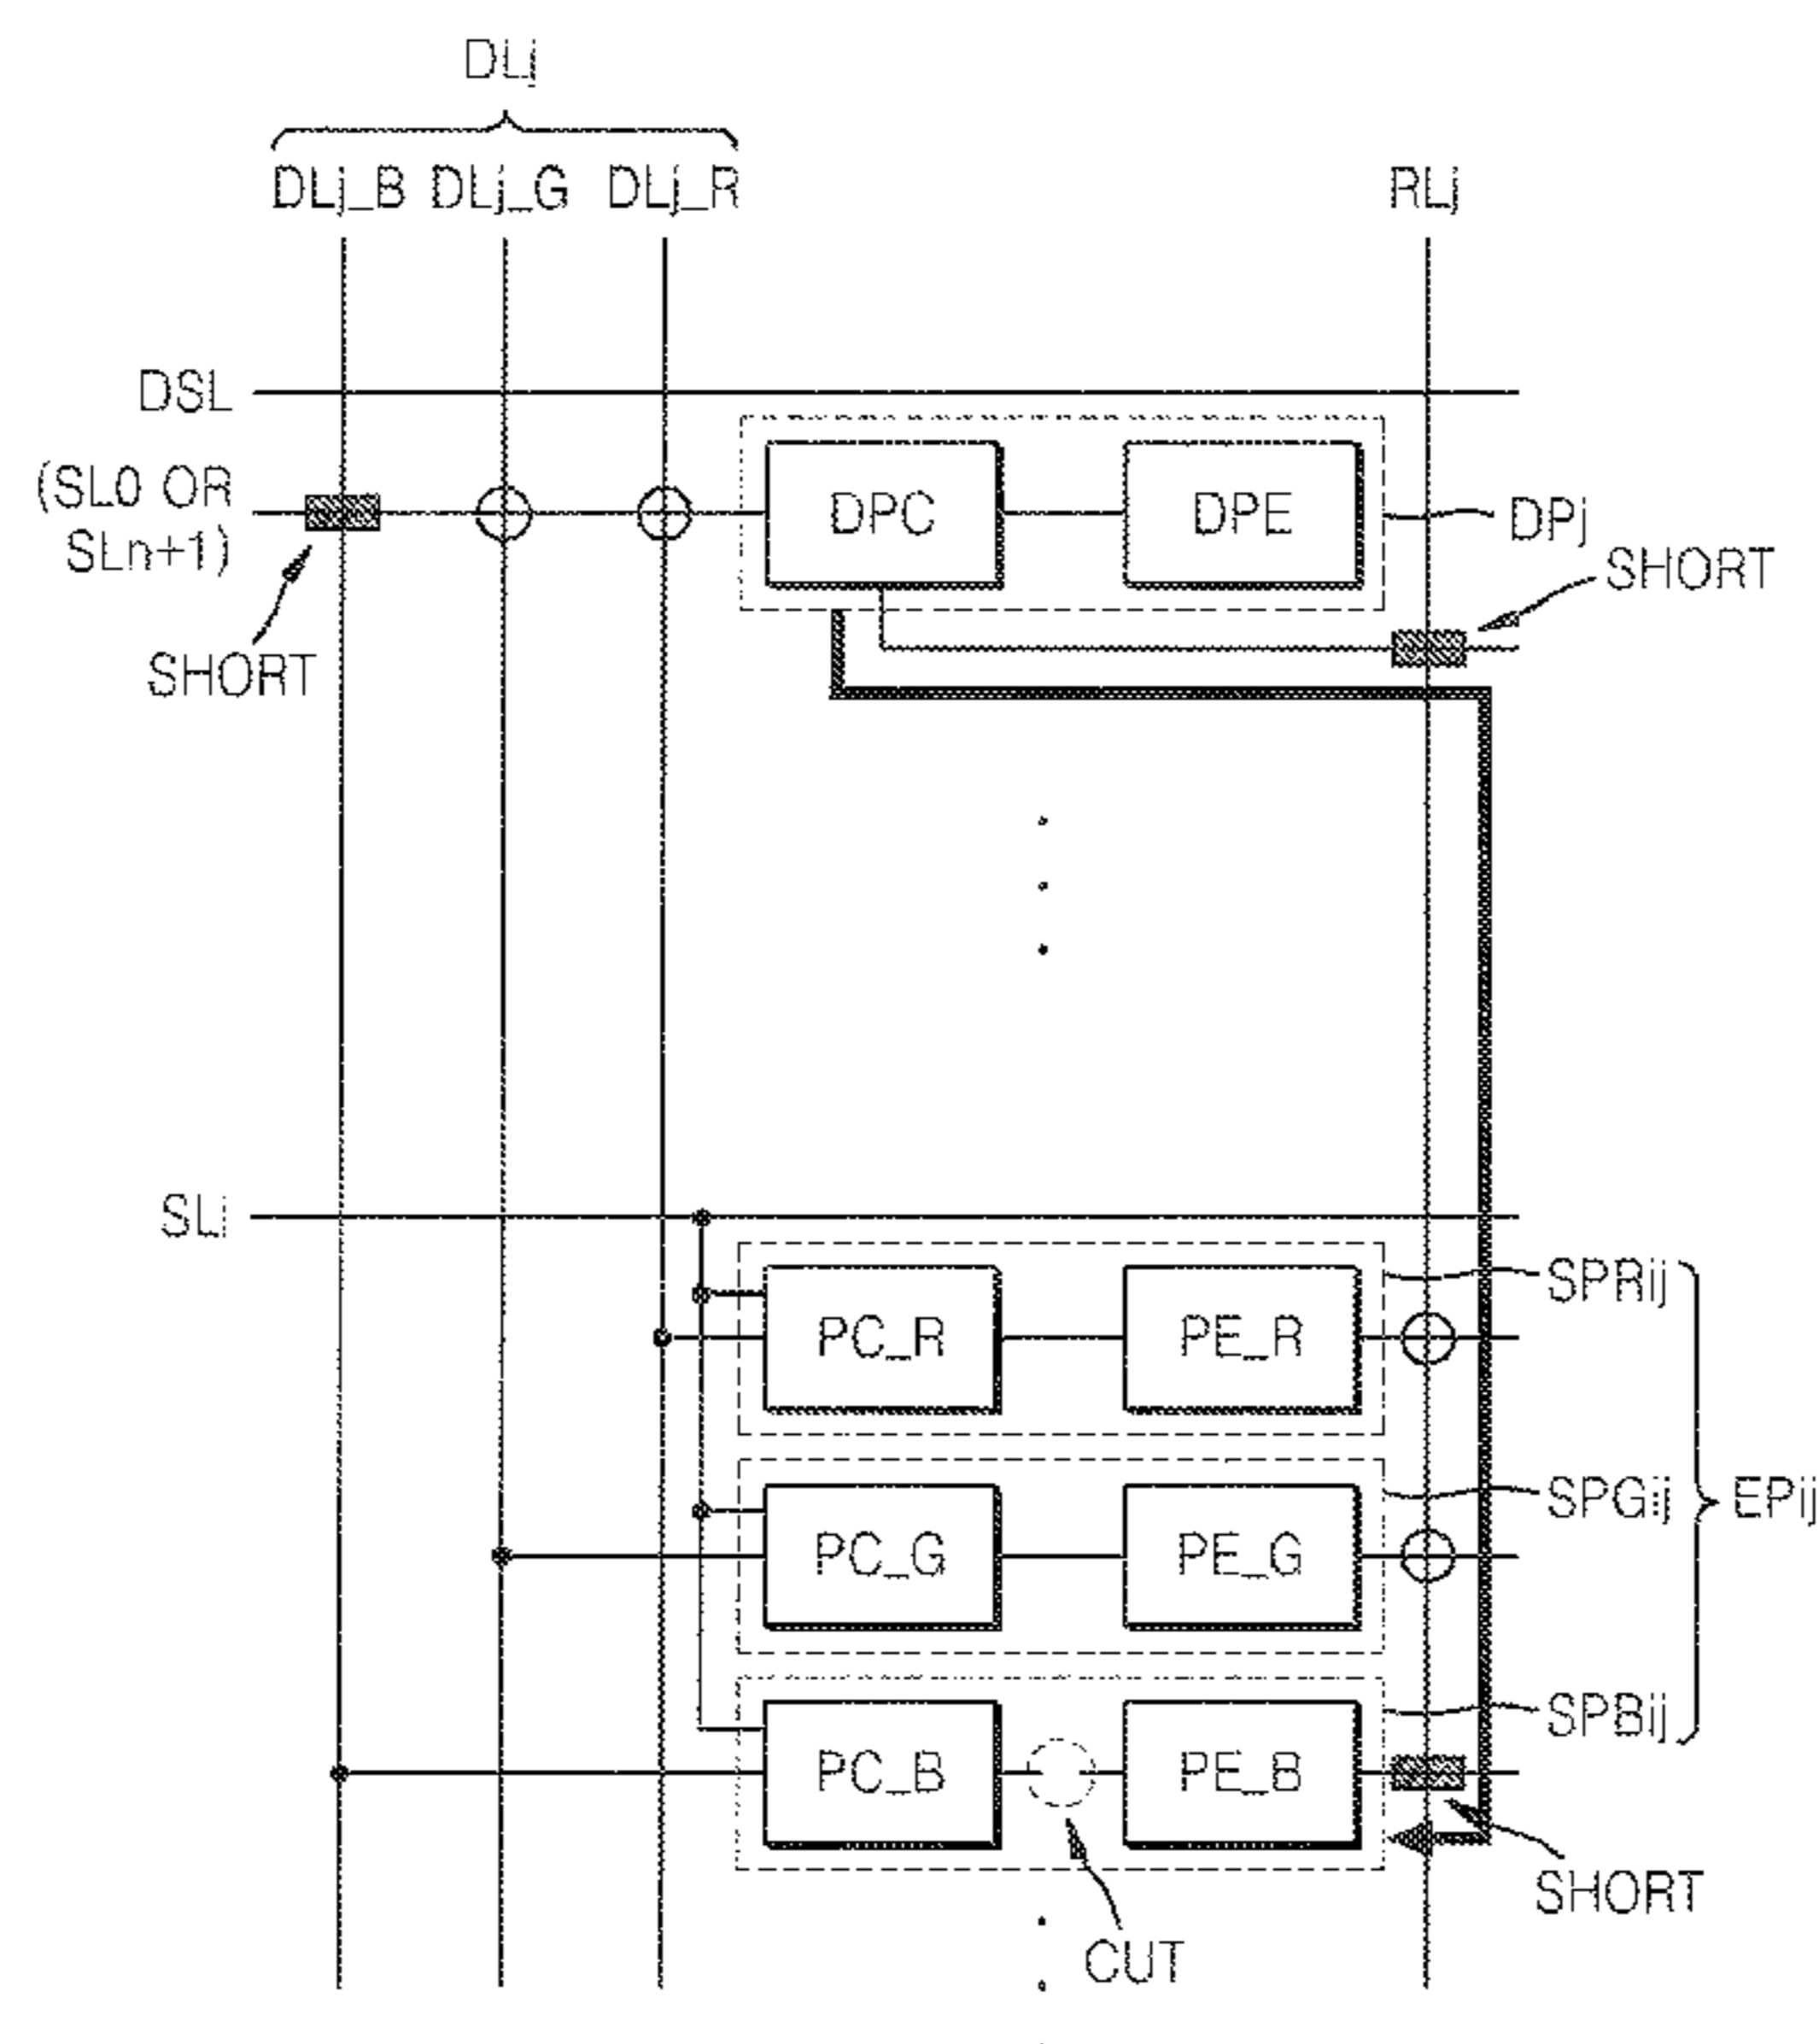 DLj
DLj_B DLj_G DLj_R
RLj
DSL
(SL0 OR
SLn+1)
DPC
DPE
DPj
SHORT
SHORT
SLi
PC_R
PE_R
SPRij
PC_G
PE_G
SPGij
EPij
PC_B
PE_B
SPBij
SHORT
CUT